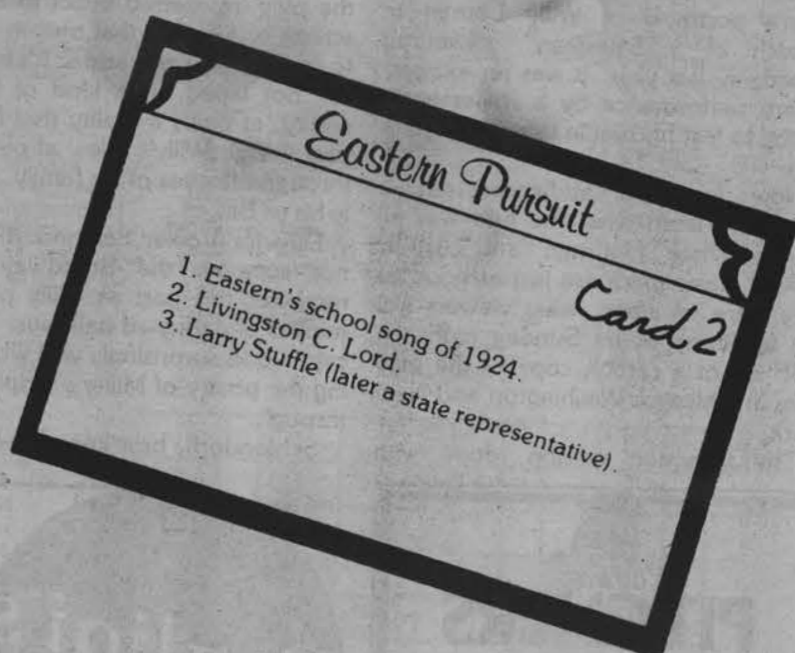 Eastern Pursuit
Card 2
1. Eastern's school song of 1924.
2. Livingston C. Lord.
3. Larry Stuffle (later a state representative).